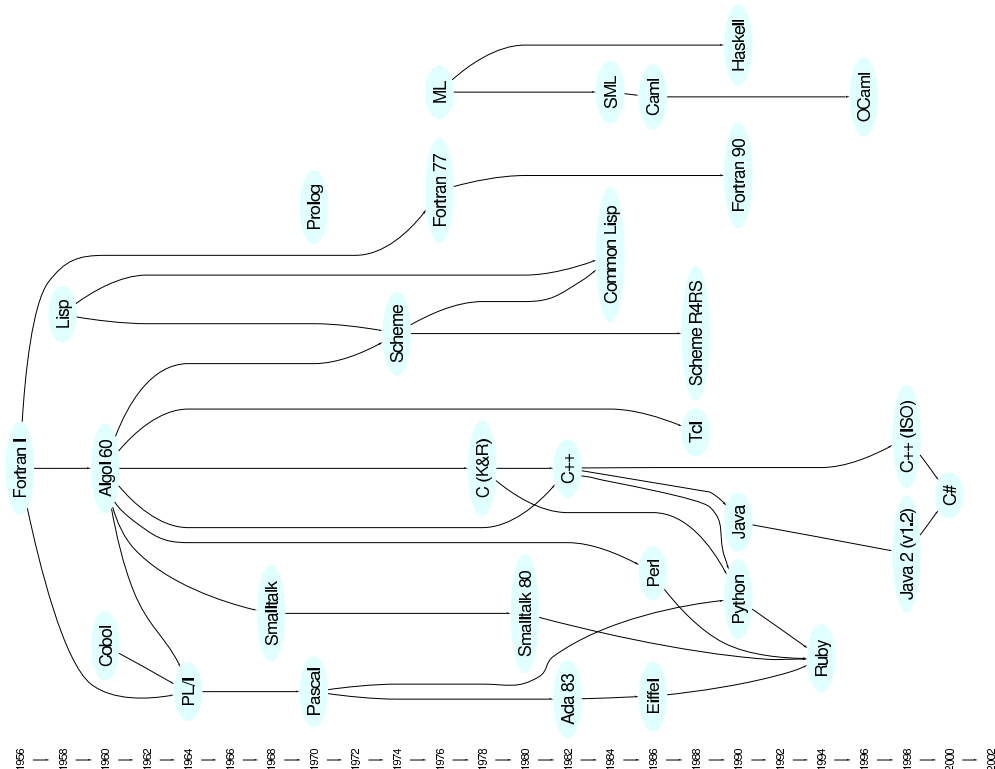 Haskell
ML
SML
Caml
OCaml
Fortran 77
Fortran 90
Prolog
Common Lisp
Lisp
Scheme
Scheme R4RS
Tcl
Fortran I
Algol 60
C (K&R)
C++
C++ (ISO)
C#
Java
Java 2 (v1.2)
Perl
Python
Smalltalk
Smalltalk 80
Cobol
Ruby
PL/I
Pascal
Ada 83
Eiffel
1956
1958
1960
1962
1964
1966
1968
1970
1972
1974
1976
1978
1980
1982
1984
1986
1988
1990
1992
1994
1996
1998
2000
2002